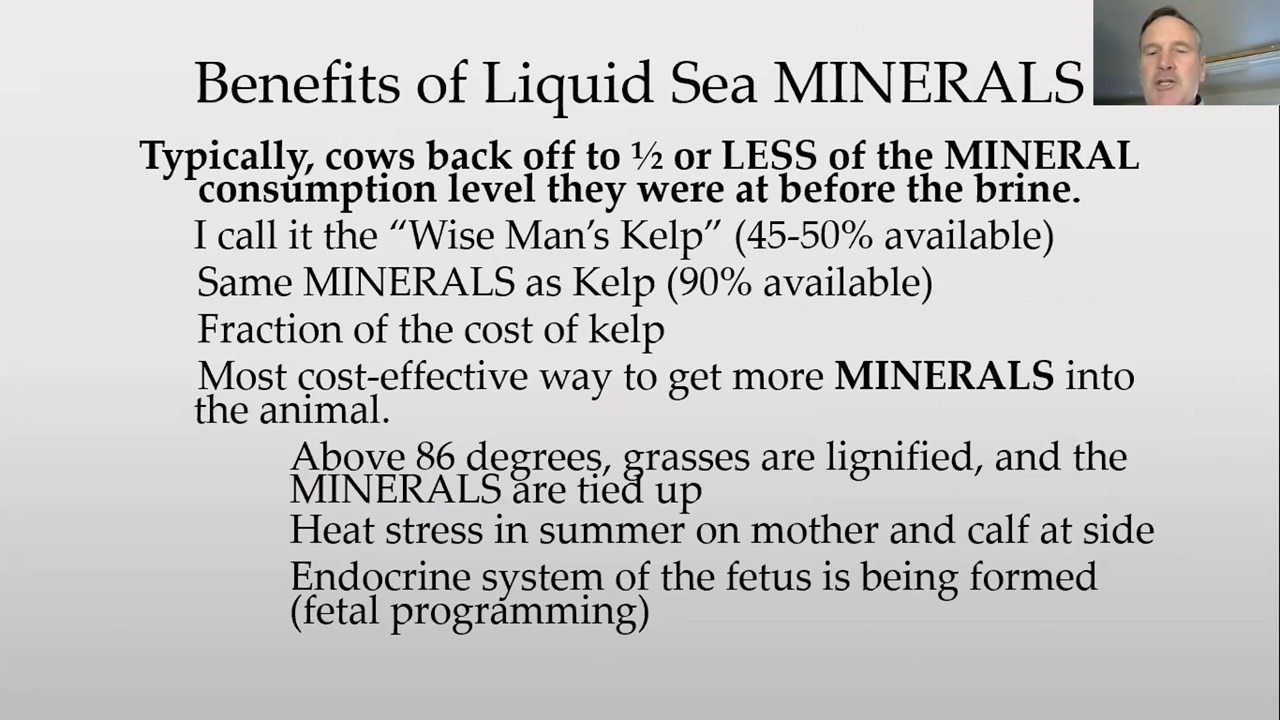 Benefits of Liquid Sea MINERALS
Typically, cows back off to ½ or LESS of the MINERAL
consumption level they were at before the brine.
I call it the “Wise Man’s Kelp” (45-50% available)
Same MINERALS as Kelp (90% available)
Fraction of the cost of kelp
Most cost-effective way to get more MINERALS into
the animal.
Above 86 degrees, grasses are lignified, and the
MINERALS are tied up
Heat stress in summer on mother and calf at side
Endocrine system of the fetus is being formed
(fetal programming)